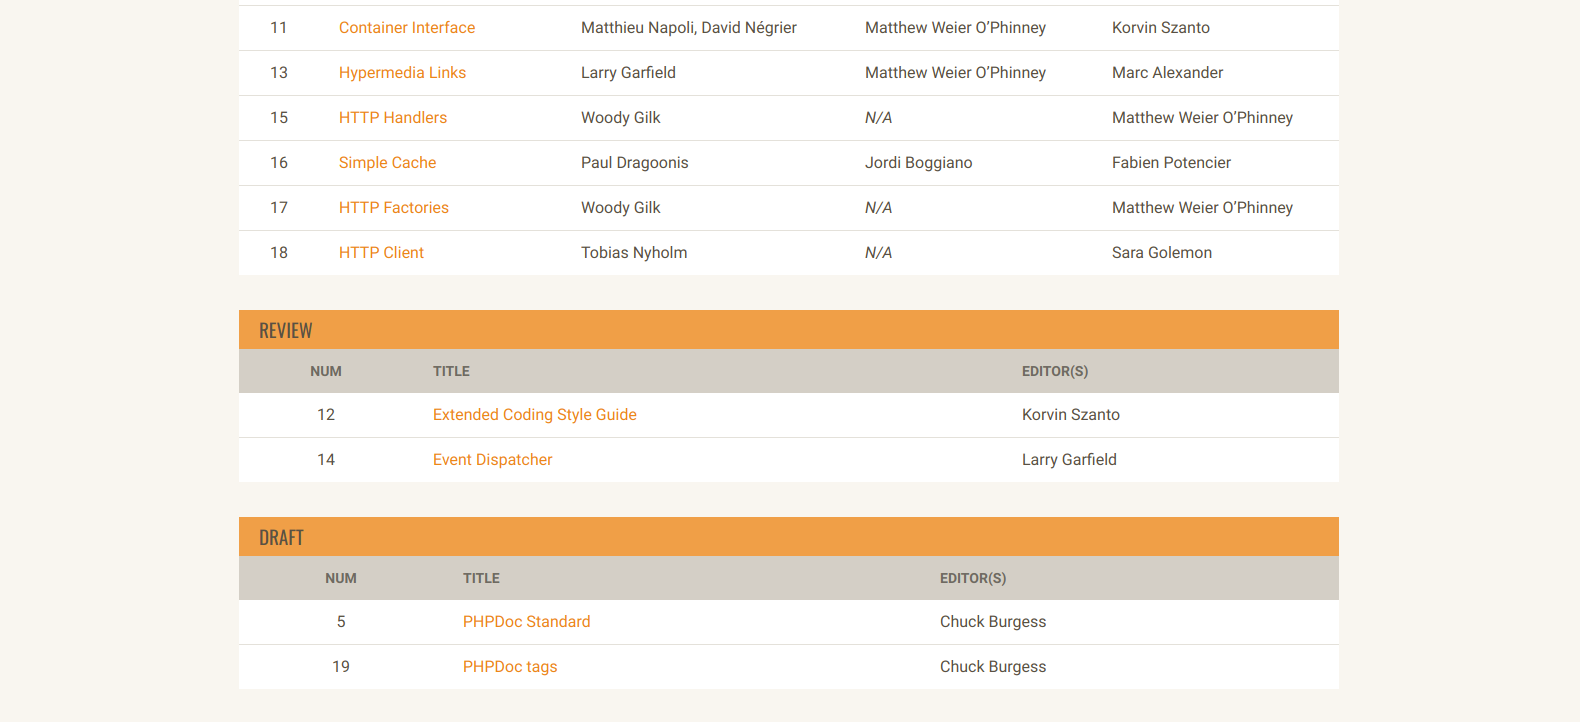 11 Container Interface Matthieu Napoli, David Négrier Matthew Weier O’Phinney Korvin Szanto
13 Hypermedia Links Larry Garfield Matthew Weier O’Phinney Marc Alexander
15 HTTP Handlers Woody Gilk N/A Matthew Weier O’Phinney
16 Simple Cache Paul Dragoonis Jordi Boggiano Fabien Potencier
17 HTTP Factories Woody Gilk N/A Matthew Weier O’Phinney
18 HTTP Client Tobias Nyholm N/A Sara Golemon
REVIEW
NUM TITLE EDITOR(S)
12 Extended Coding Style Guide Korvin Szanto
14 Event Dispatcher Larry Garfield
DRAFT
NUM TITLE EDITOR(S)
5 PHPDoc Standard Chuck Burgess
19 PHPDoc tags Chuck Burgess